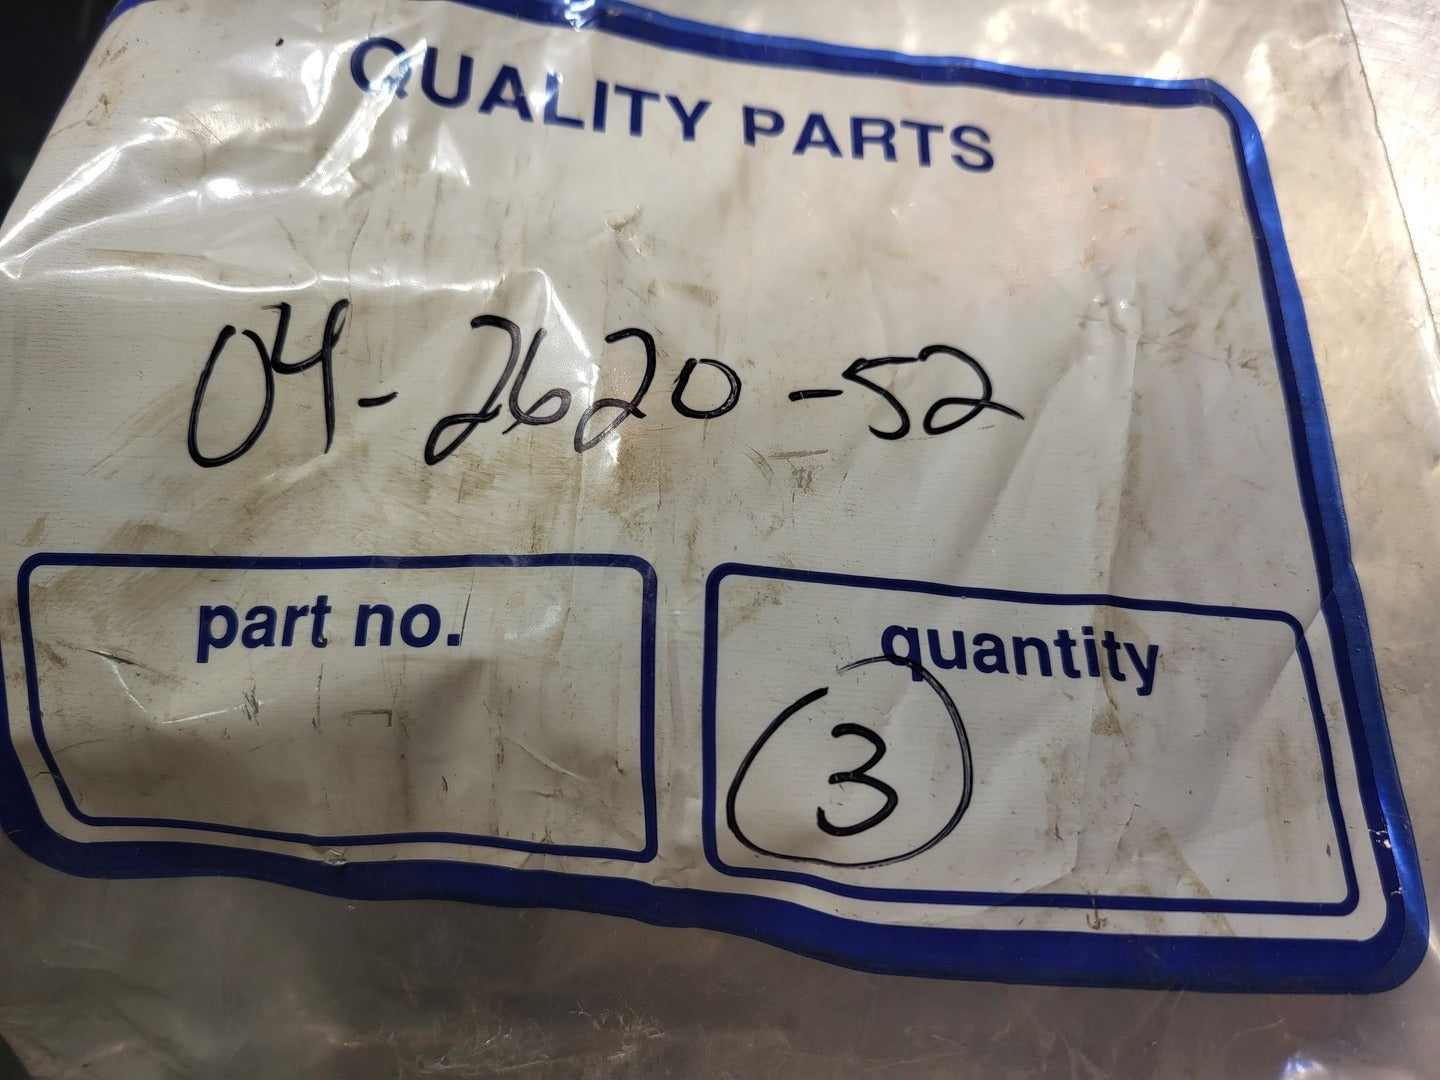 QUALITY PARTS
04-2620-52
part no.
quantity
3